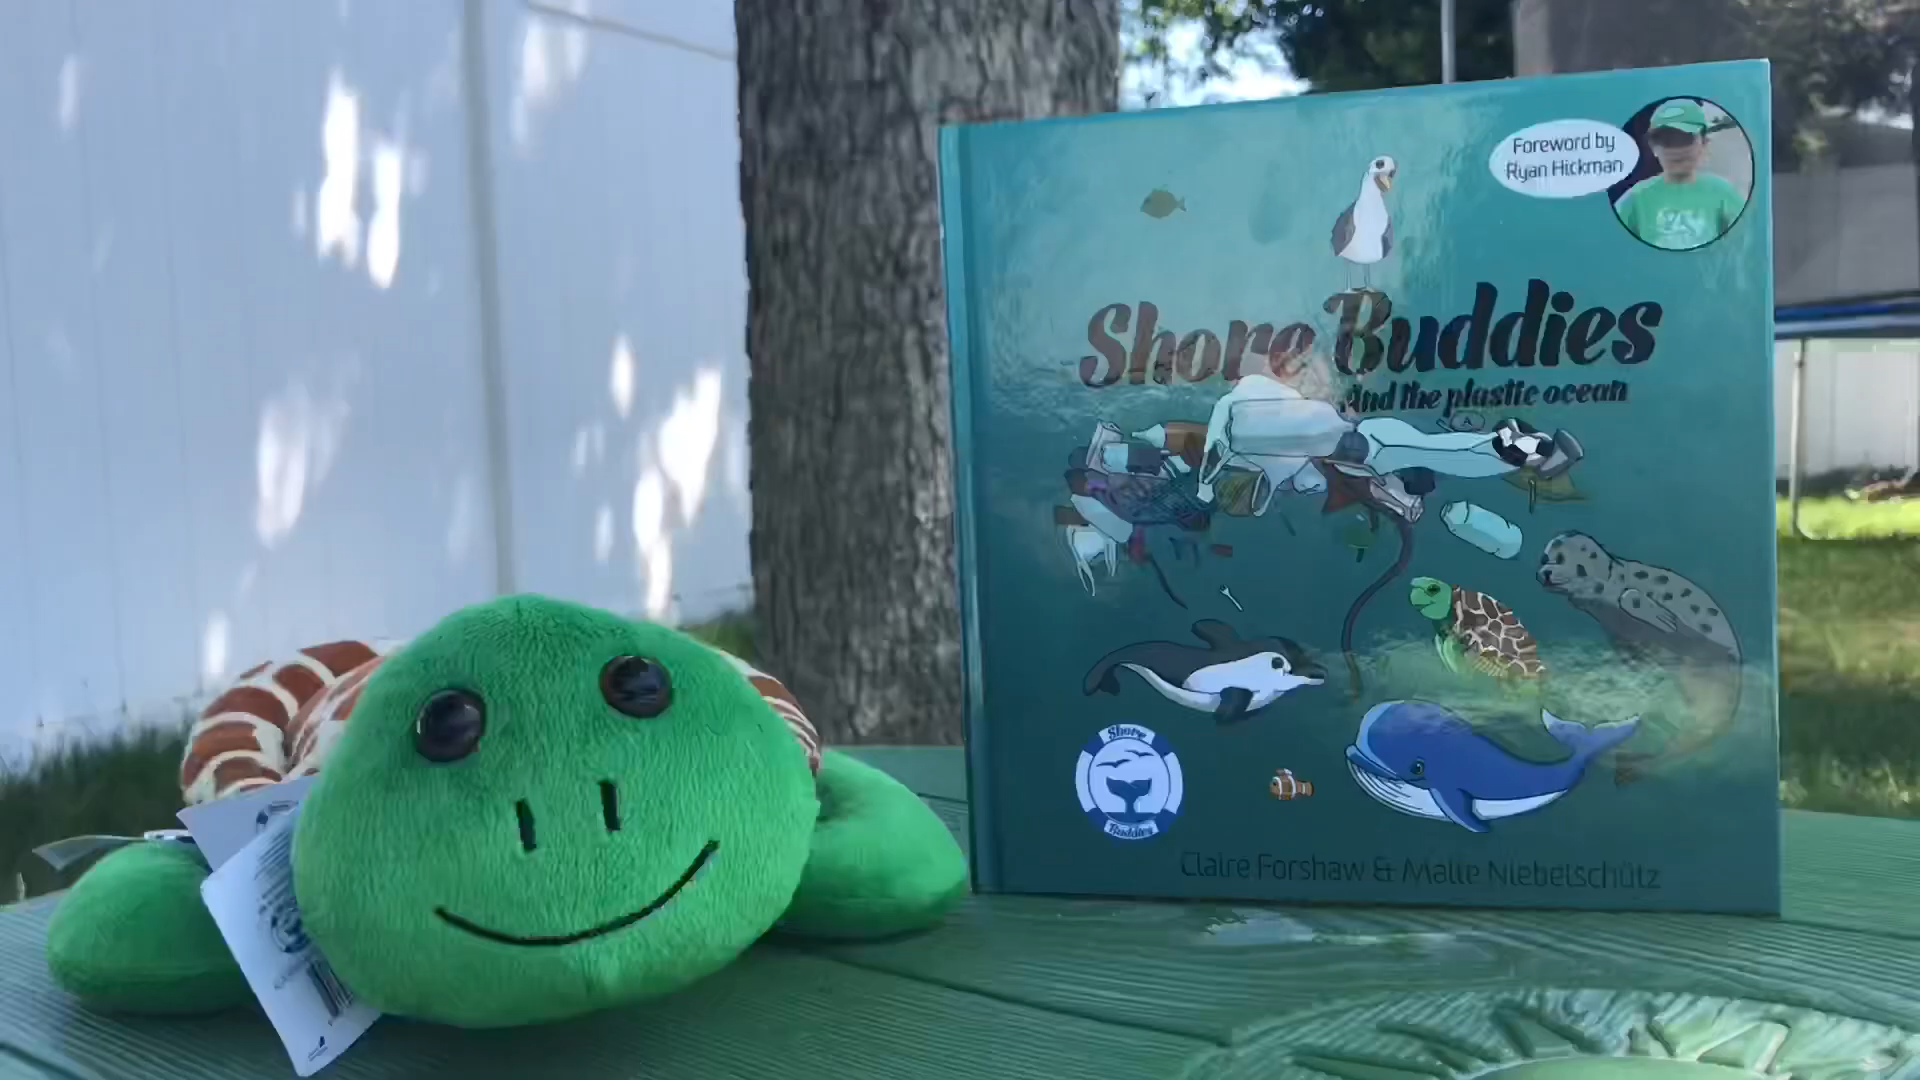 Foreword by
Ryan Hickman
Shore Buddies
And the plastic ocean
Shore
Buddies
Claire Forshaw & Malte Niebelschütz